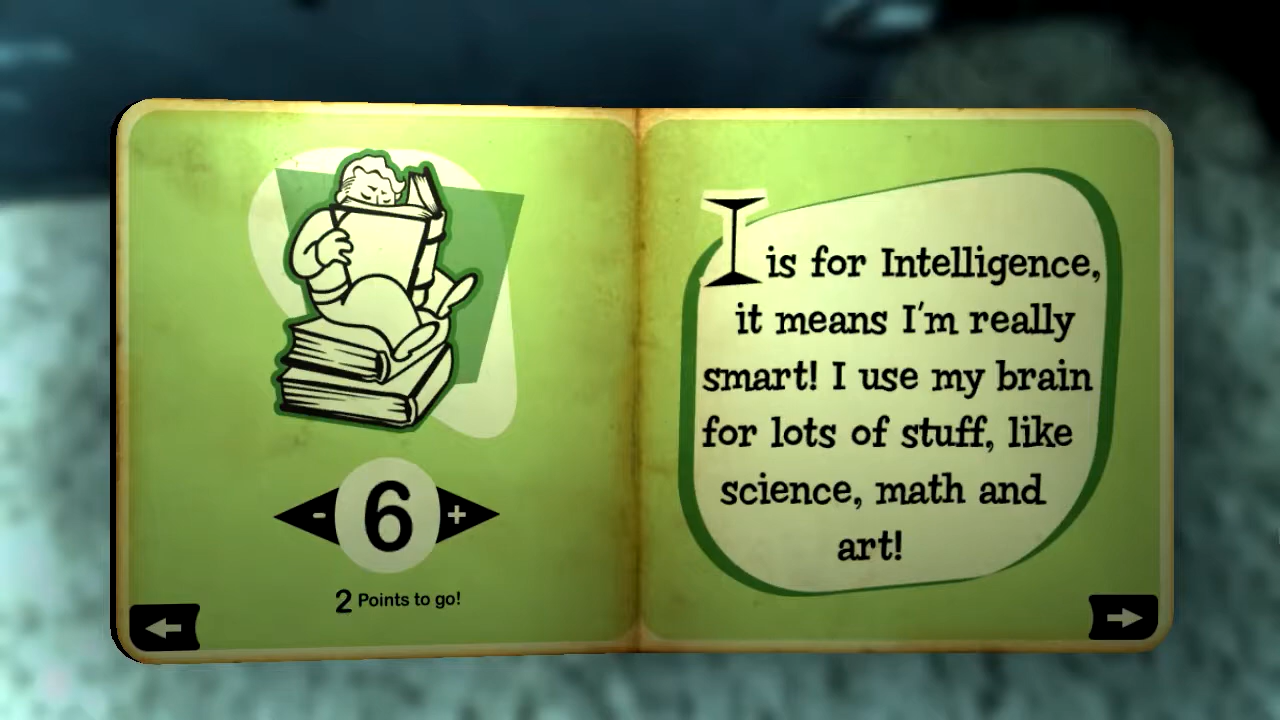 - 6 +
2 Points to go!
I is for Intelligence,
it means I'm really
smart! I use my brain
for lots of stuff, like
science, math and
art!